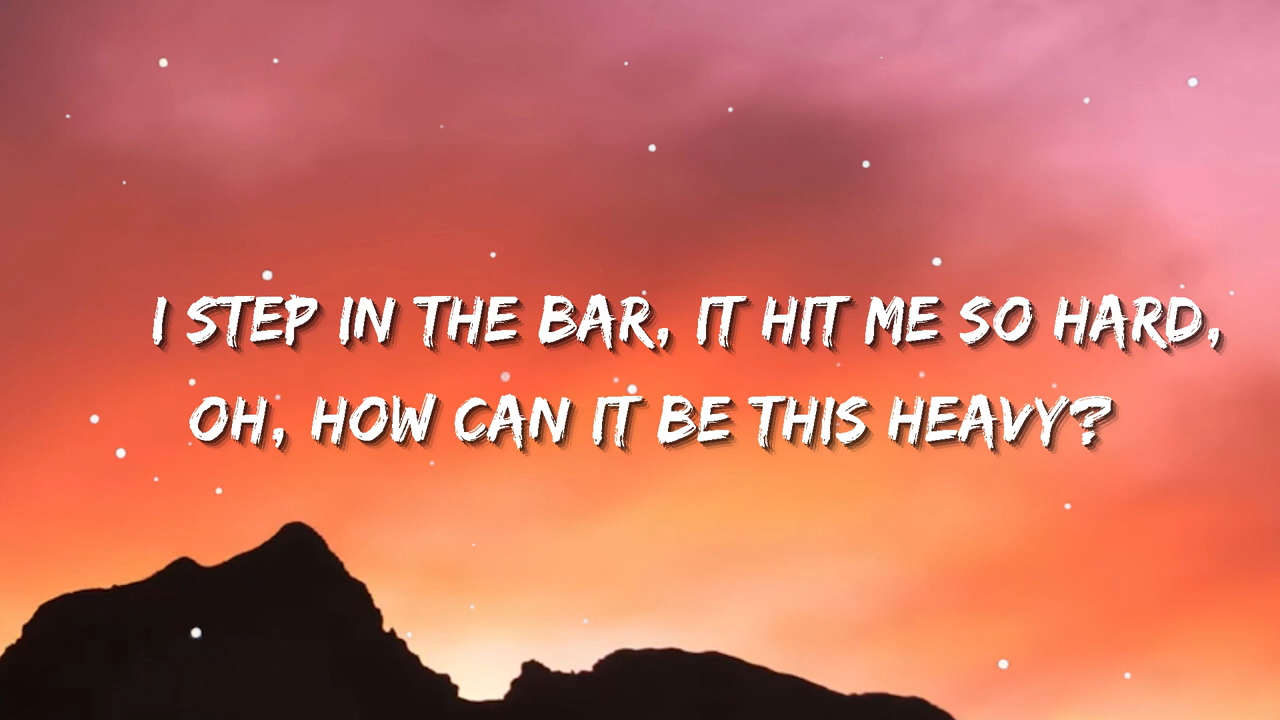 I STEP IN THE BAR, IT HIT ME SO HARD,
OH, HOW CAN IT BE THIS HEAVY?